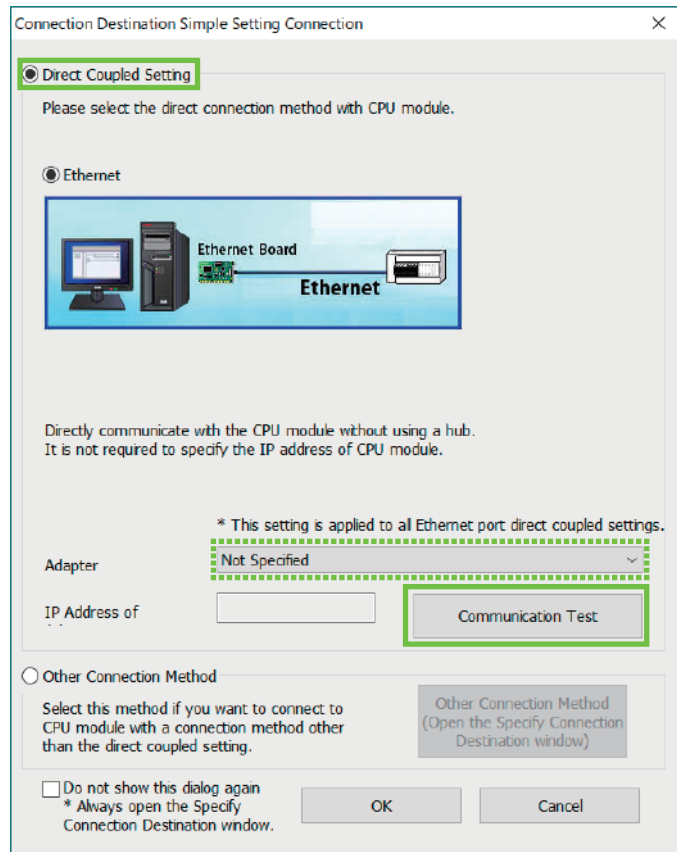 Connection Destination Simple Setting Connection
Direct Coupled Setting
Please select the direct connection method with CPU module.
Ethernet
Ethernet Board
Ethernet
Directly communicate with the CPU module without using a hub.
It is not required to specify the IP address of CPU module.
* This setting is applied to all Ethernet port direct coupled settings.
Adapter
Not Specified
IP Address of
Communication Test
Other Connection Method
Select this method if you want to connect to
CPU module with a connection method other
than the direct coupled setting.
Other Connection Method
(Open the Specify Connection
Destination window)
Do not show this dialog again
* Always open the Specify
Connection Destination window.
OK
Cancel